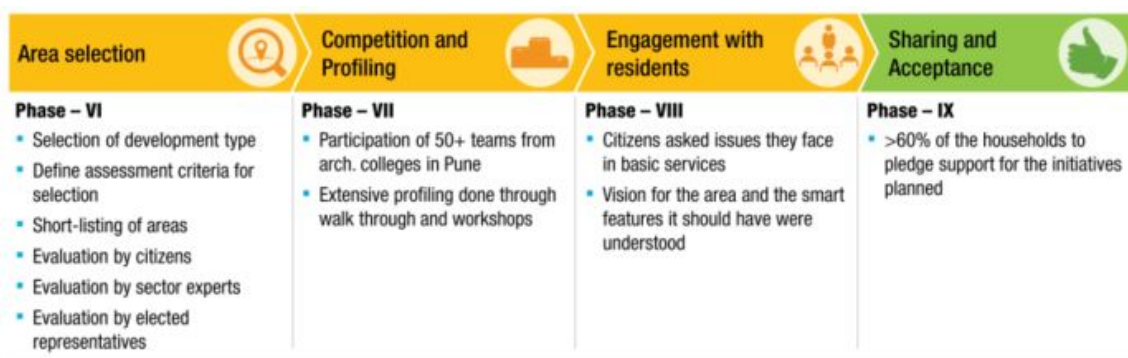 Area selection
Competition and
Profiling
Engagement with
residents
Sharing and
Acceptance
Phase – VI
▪ Selection of development type
▪ Define assessment criteria for
selection
▪ Short-listing of areas
▪ Evaluation by citizens
▪ Evaluation by sector experts
▪ Evaluation by elected
representatives
Phase – VII
▪ Participation of 50+ teams from
arch. colleges in Pune
▪ Extensive profiling done through
walk through and workshops
Phase – VIII
▪ Citizens asked issues they face
in basic services
▪ Vision for the area and the smart
features it should have were
understood
Phase – IX
▪ >60% of the households to
pledge support for the initiatives
planned